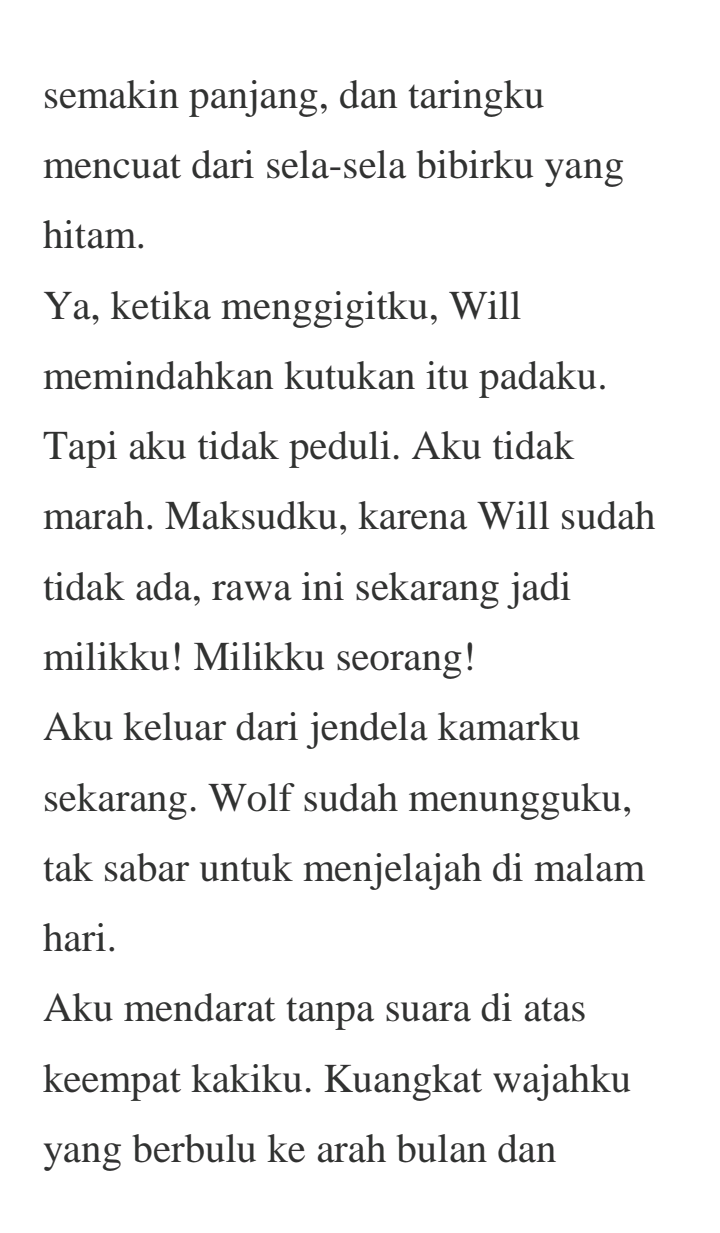 semakin panjang, dan taringku
mencuat dari sela-sela bibirku yang
hitam.
Ya, ketika menggigitku, Will
memindahkan kutukan itu padaku.
Tapi aku tidak peduli. Aku tidak
marah. Maksudku, karena Will sudah
tidak ada, rawa ini sekarang jadi
milikku! Milikku seorang!
Aku keluar dari jendela kamarku
sekarang. Wolf sudah menungguku,
tak sabar untuk menjelajah di malam
hari.
Aku mendarat tanpa suara di atas
keempat kakiku. Kuangkat wajahku
yang berbulu ke arah bulan dan